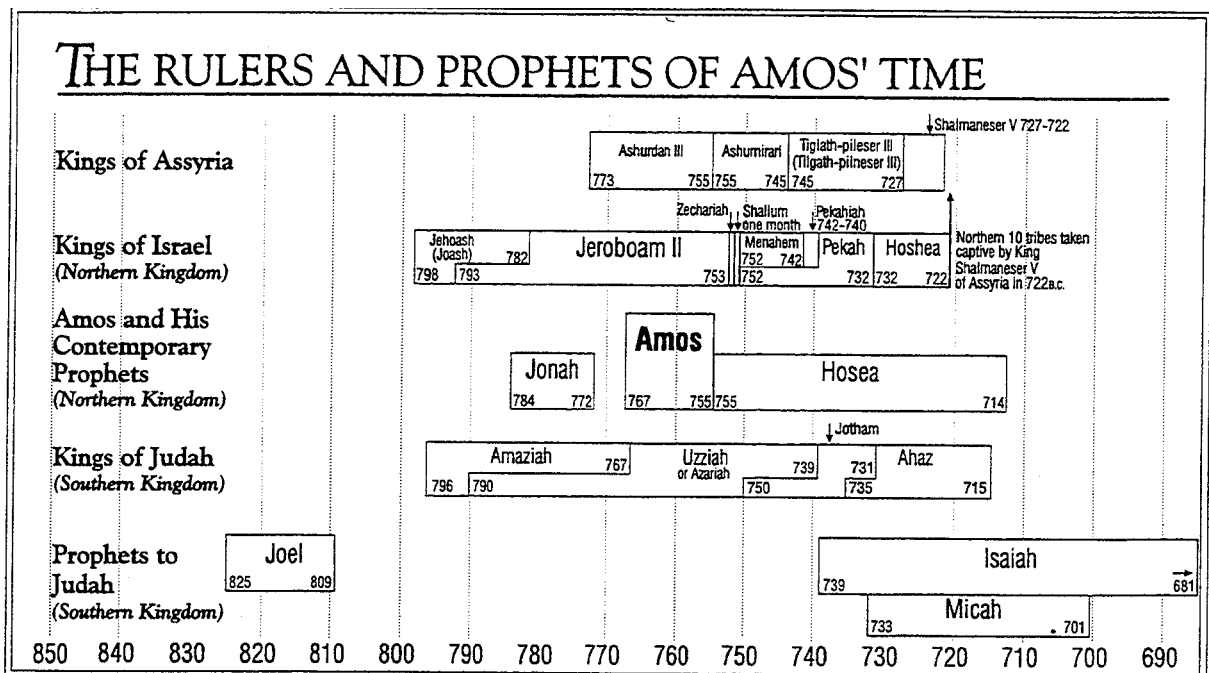 THE RULERS AND PROPHETS OF AMOS' TIME
Shalmaneser V 727-722
Kings of Assyria
Ashurdan III
773 755
Ashurnirari
755 745
Tiglath-pileser III
(Tilgath-pilneser III)
745 727
Zechariah
Shallum
one month
Pekahiah
742-740
Kings of Israel
(Northern Kingdom)
Jehoash
(Joash)
798 782
Jeroboam II
793 753
Menahem
752 742
Pekah
752 732
Hoshea
732 722
Northern 10 tribes taken
captive by King
Shalmaneser V
of Assyria in 722B.C.
Amos and His
Contemporary
Prophets
(Northern Kingdom)
Jonah
784 772
Amos
767 755
Hosea
755 714
Jotham
Kings of Judah
(Southern Kingdom)
Amaziah
796 767
Uzziah
or Azariah
790 739
750 731
Ahaz
735 715
Prophets to
Judah
(Southern Kingdom)
Joel
825 809
Isaiah
739 681
Micah
733 701
850 840 830 820 810 790 780 770 760 750 740 730 720 710 700 690